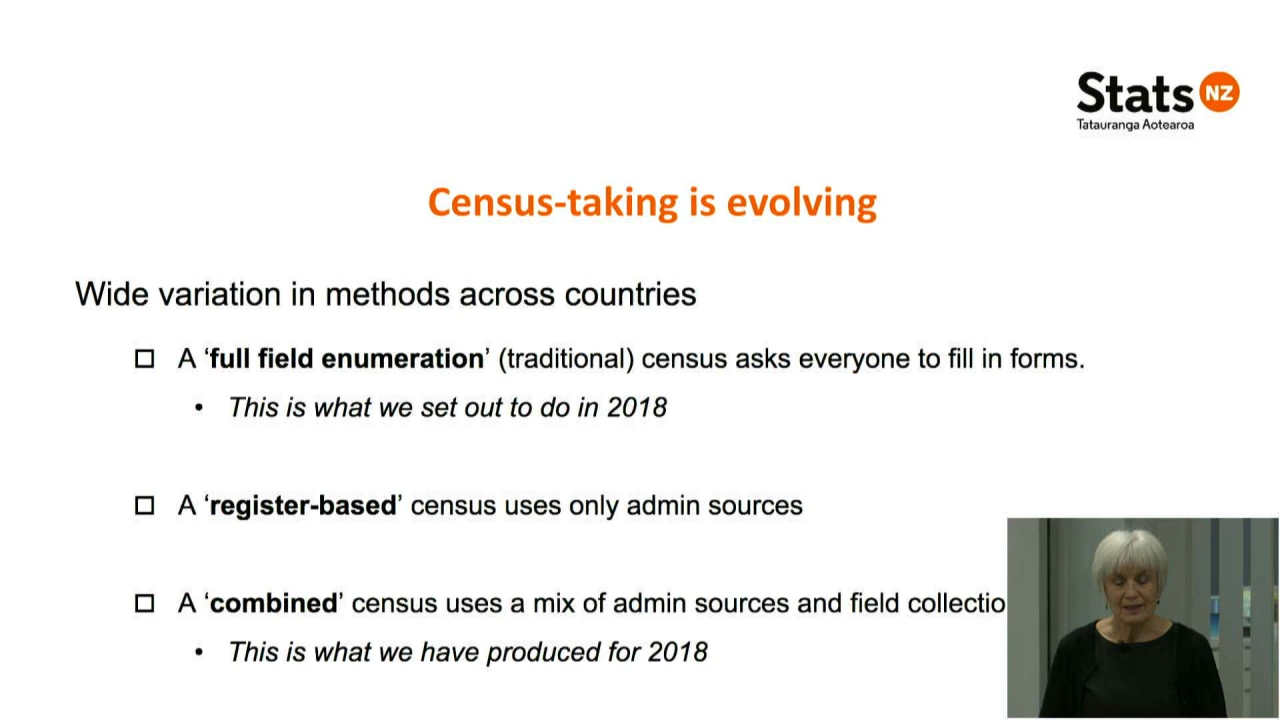 Stats NZ
Tatauranga Aotearoa
Census-taking is evolving
Wide variation in methods across countries
A ‘full field enumeration’ (traditional) census asks everyone to fill in forms.
• This is what we set out to do in 2018
A ‘register-based’ census uses only admin sources
A ‘combined’ census uses a mix of admin sources and field collectio
• This is what we have produced for 2018